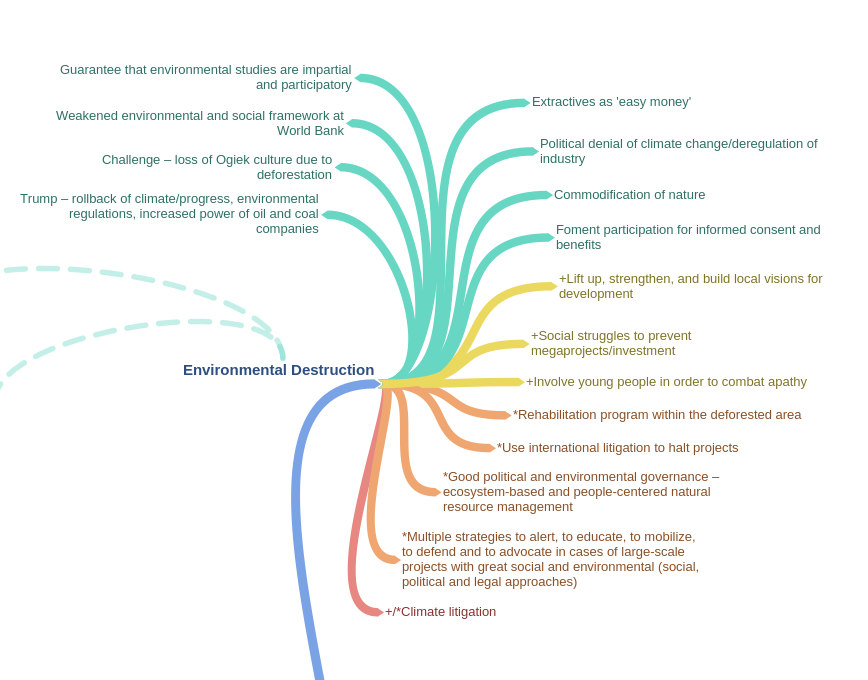 Guarantee that environmental studies are impartial
and participatory
Weakened environmental and social framework at
World Bank
Challenge – loss of Ogiek culture due to
deforestation
Trump – rollback of climate/progress, environmental
regulations, increased power of oil and coal
companies
Extractives as 'easy money'
Political denial of climate change/deregulation of
industry
Commodification of nature
Foment participation for informed consent and
benefits
+Lift up, strengthen, and build local visions for
development
+Social struggles to prevent
megaprojects/investment
Environmental Destruction
+Involve young people in order to combat apathy
*Rehabilitation program within the deforested area
*Use international litigation to halt projects
*Good political and environmental governance –
ecosystem-based and people-centered natural
resource management
*Multiple strategies to alert, to educate, to mobilize,
to defend and to advocate in cases of large-scale
projects with great social and environmental (social,
political and legal approaches)
+/*Climate litigation